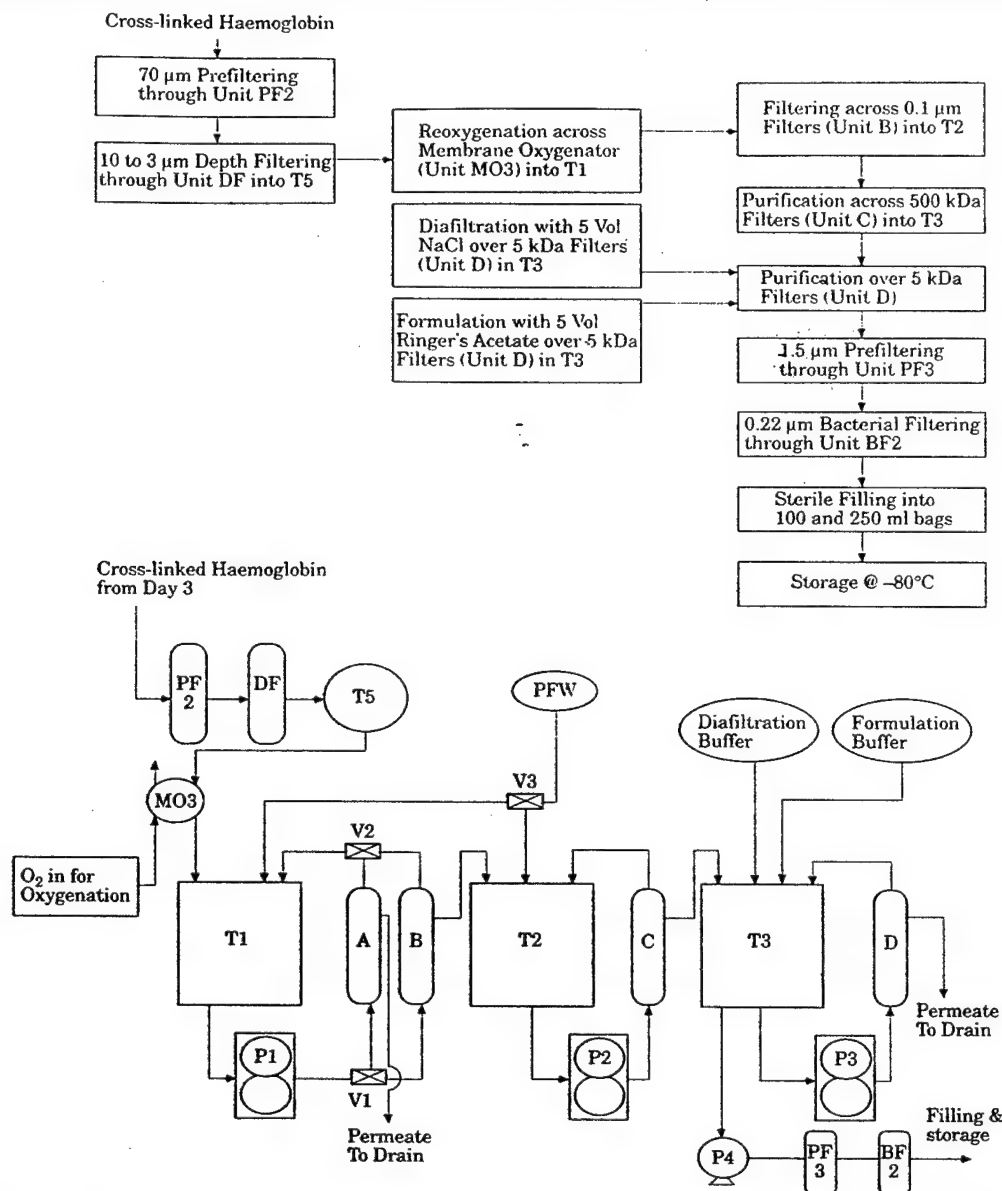 Cross-linked Haemoglobin
70 µm Prefiltering
through Unit PF2
10 to 3 µm Depth Filtering
through Unit DF into T5
Reoxygenation across
Membrane Oxygenator
(Unit MO3) into T1
Diafiltration with 5 Vol
NaCl over 5 kDa Filters
(Unit D) in T3
Formulation with 5 Vol
Ringer's Acetate over 5 kDa
Filters (Unit D) in T3
Filtering across 0.1 µm
Filters (Unit B) into T2
Purification across 500 kDa
Filters (Unit C) into T3
Purification over 5 kDa
Filters (Unit D)
1.5 µm Prefiltering
through Unit PF3
0.22 µm Bacterial Filtering
through Unit BF2
Sterile Filling into
100 and 250 ml bags
Storage @ –80°C
Cross-linked Haemoglobin
from Day 3
PF
2
DF
T5
PFW
Diafiltration
Buffer
Formulation
Buffer
MO3
V3
V2
O₂ in for
Oxygenation
T1
A
B
T2
C
T3
D
Permeate
To Drain
P1
V1
P2
P3
Permeate
To Drain
Filling &
storage
P4
PF
3
BF
2